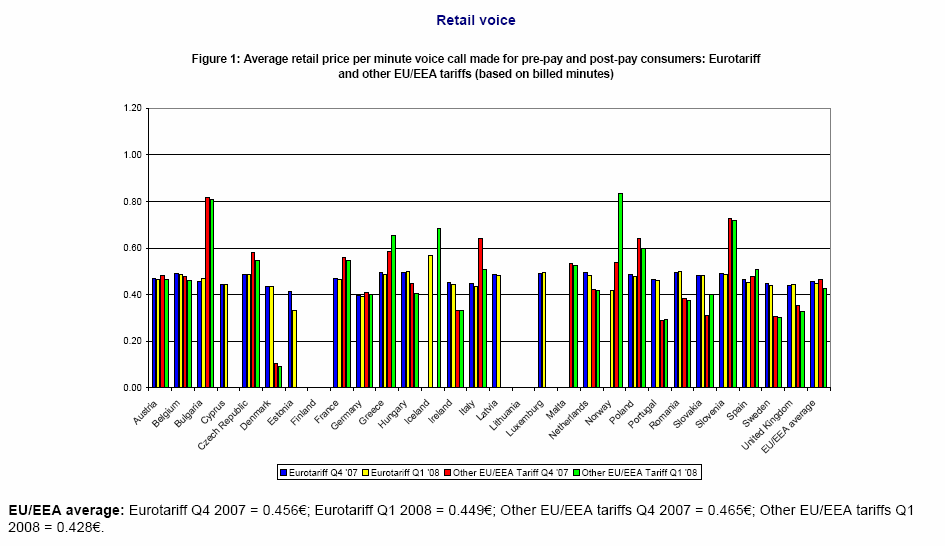 Retail voice
Figure 1: Average retail price per minute voice call made for pre-pay and post-pay consumers: Eurotariff
and other EU/EEA tariffs (based on billed minutes)
1.20
1.00
0.80
0.60
0.40
0.20
0.00
Austria
Belgium
Bulgaria
Cyprus
Czech Republic
Denmark
Estonia
Finland
France
Germany
Greece
Hungary
Iceland
Ireland
Italy
Latvia
Lithuania
Luxemburg
Malta
Netherlands
Norway
Poland
Portugal
Romania
Slovakia
Slovenia
Spain
Sweden
United Kingdom
EU/EEA average
Eurotariff Q4 '07 Eurotariff Q1 '08 Other EU/EEA Tariff Q4 '07 Other EU/EEA Tariff Q1 '08
EU/EEA average: Eurotariff Q4 2007 = 0.456€; Eurotariff Q1 2008 = 0.449€; Other EU/EEA tariffs Q4 2007 = 0.465€; Other EU/EEA tariffs Q1
2008 = 0.428€.